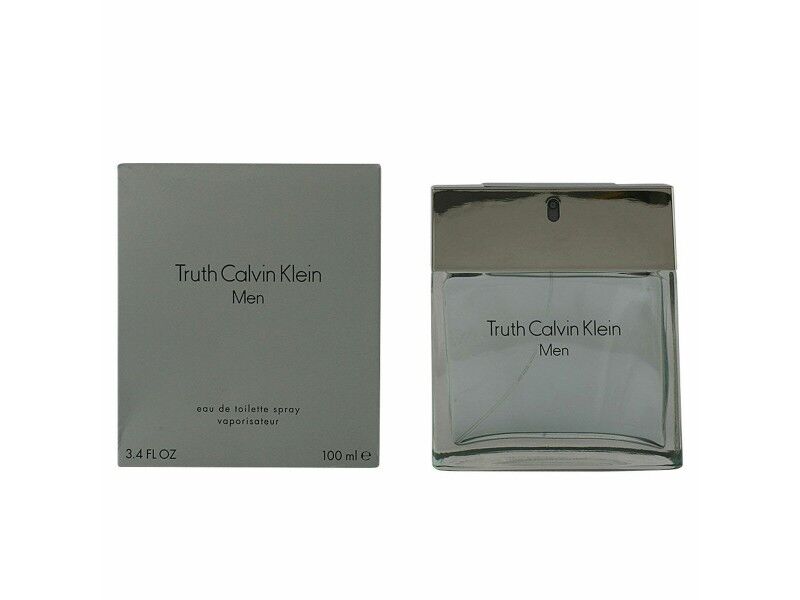 Truth Calvin Klein
Men
eau de toilette spray
vaporisateur
3.4 FL OZ 100 ml ℮
Truth Calvin Klein
Men